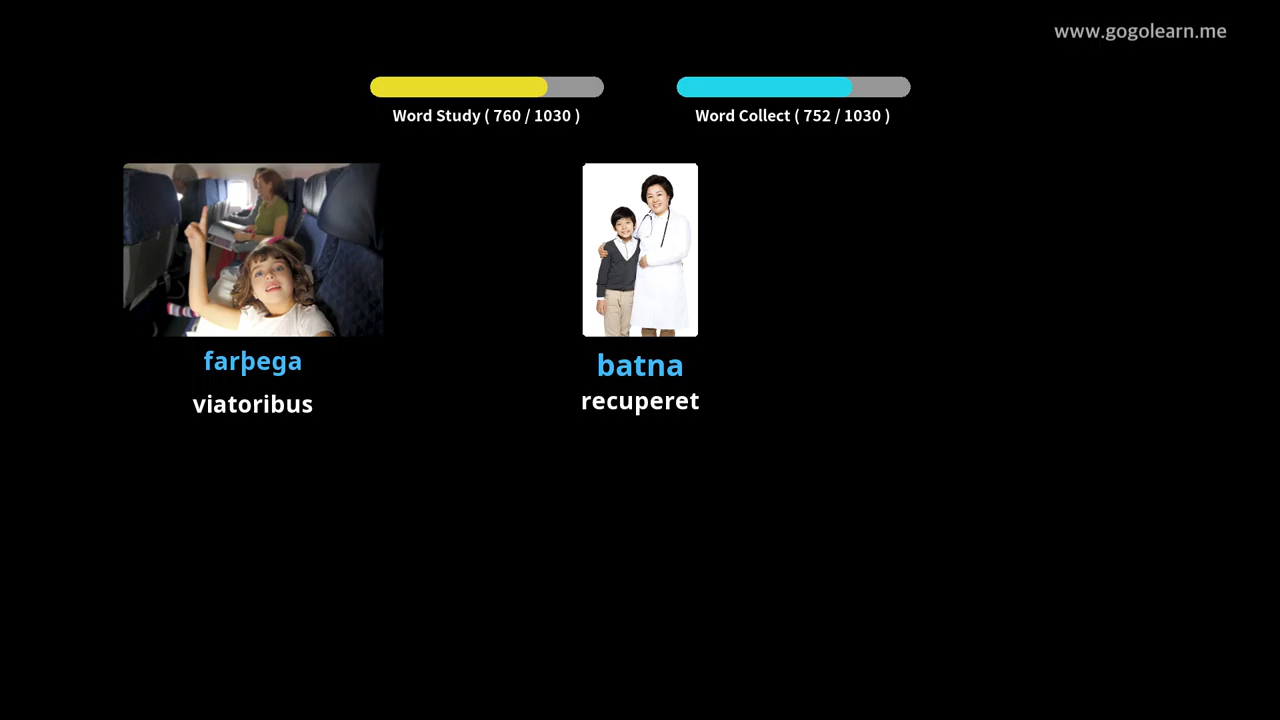 www.gogolearn.me
Word Study ( 760 / 1030 )
Word Collect ( 752 / 1030 )
farþega
viatoribus
batna
recuperet